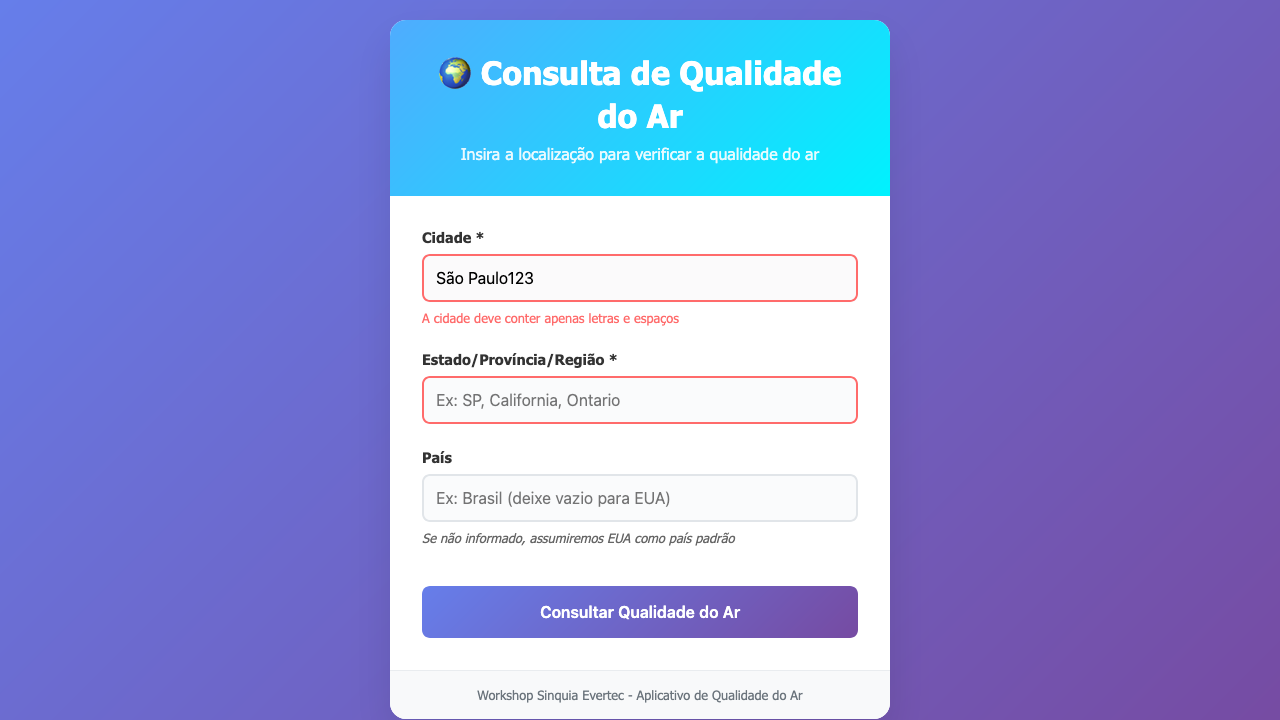 🌍 Consulta de Qualidade
do Ar
Insira a localização para verificar a qualidade do ar
Cidade *
São Paulo123
A cidade deve conter apenas letras e espaços
Estado/Província/Região *
Ex: SP, California, Ontario
País
Ex: Brasil (deixe vazio para EUA)
Se não informado, assumiremos EUA como país padrão
Consultar Qualidade do Ar
Workshop Sinquia Evertec - Aplicativo de Qualidade do Ar